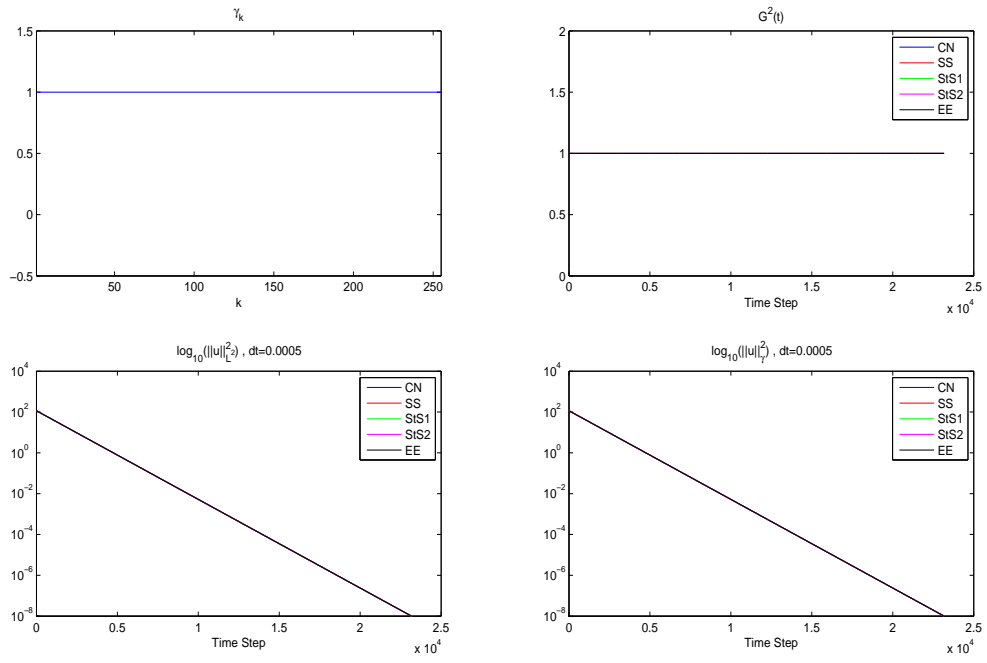 γk
1.5
1
0.5
0
−0.5
50
100
150
200
250
k
G²(t)
2
1.5
1
0.5
0
0
0.5
1
1.5
2
2.5
x 10⁴
Time Step
CN
SS
StS1
StS2
EE
log₁₀(||u||²_L²) , dt=0.0005
10⁴
10²
10⁰
10⁻²
10⁻⁴
10⁻⁶
10⁻⁸
0
0.5
1
1.5
2
2.5
x 10⁴
Time Step
CN
SS
StS1
StS2
EE
log₁₀(||u||²_γ) , dt=0.0005
10⁴
10²
10⁰
10⁻²
10⁻⁴
10⁻⁶
10⁻⁸
0
0.5
1
1.5
2
2.5
x 10⁴
Time Step
CN
SS
StS1
StS2
EE